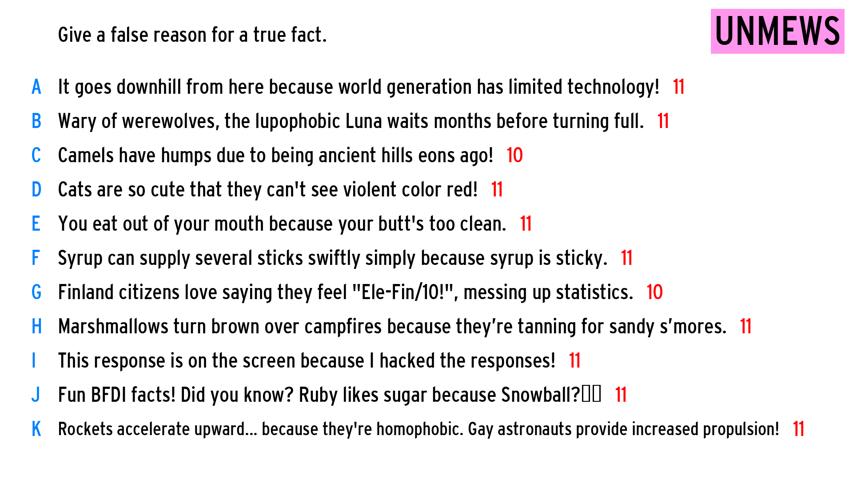 Give a false reason for a true fact.
UNMEWS
A It goes downhill from here because world generation has limited technology! 11
B Wary of werewolves, the lupophobic Luna waits months before turning full. 11
C Camels have humps due to being ancient hills eons ago! 10
D Cats are so cute that they can't see violent color red! 11
E You eat out of your mouth because your butt's too clean. 11
F Syrup can supply several sticks swiftly simply because syrup is sticky. 11
G Finland citizens love saying they feel "Ele-Fin/10!", messing up statistics. 10
H Marshmallows turn brown over campfires because they’re tanning for sandy s’mores. 11
I This response is on the screen because I hacked the responses! 11
J Fun BFDI facts! Did you know? Ruby likes sugar because Snowball?▯▯ 11
K Rockets accelerate upward... because they're homophobic. Gay astronauts provide increased propulsion! 11